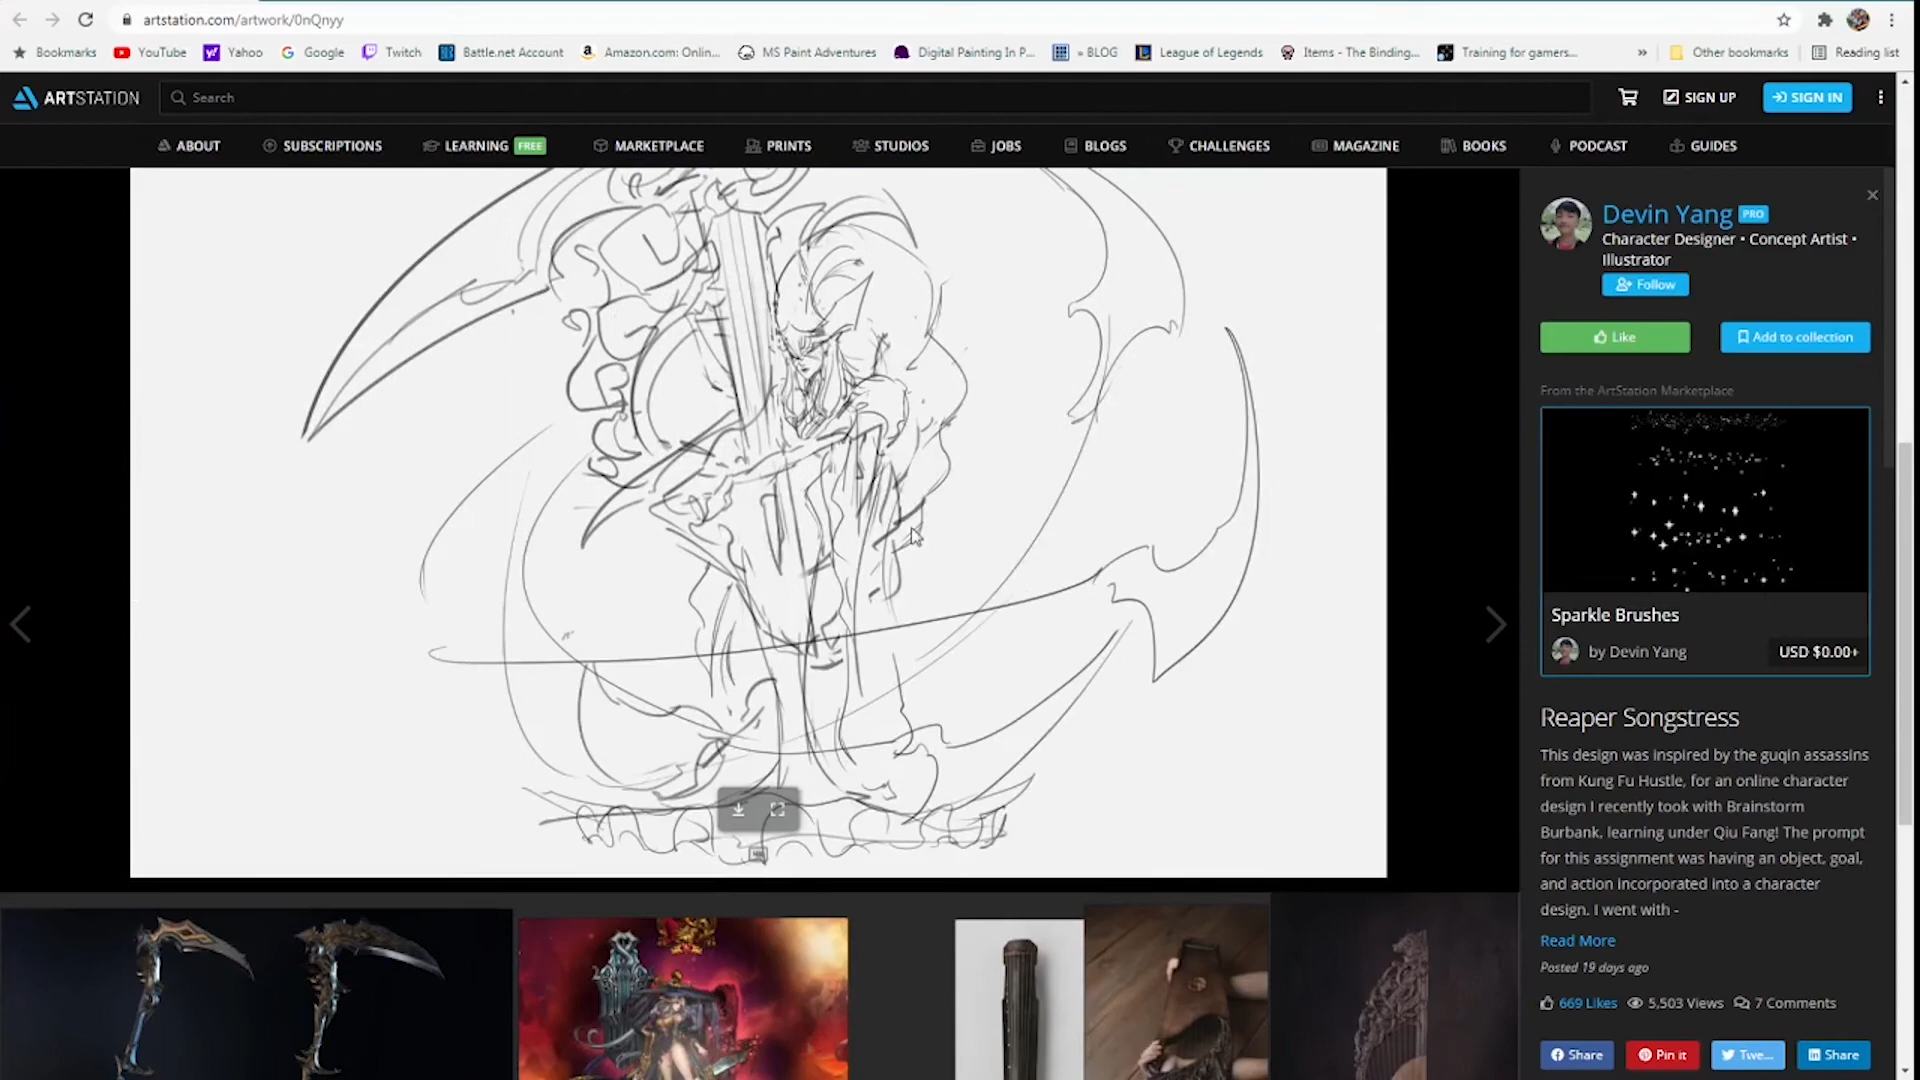 artstation.com/artwork/0nQnyy
Bookmarks YouTube Yahoo Google Twitch Battle.net Account Amazon.com: Onlin... MS Paint Adventures Digital Painting In P... » BLOG League of Legends Items - The Binding... Training for gamers... » Other bookmarks Reading list
ARTSTATION Search SIGN UP SIGN IN
ABOUT SUBSCRIPTIONS LEARNING FREE MARKETPLACE PRINTS STUDIOS JOBS BLOGS CHALLENGES MAGAZINE BOOKS PODCAST GUIDES
Devin Yang PRO
Character Designer • Concept Artist •
Illustrator
Follow
Like Add to collection
From the ArtStation Marketplace
Sparkle Brushes
by Devin Yang USD $0.00+
Reaper Songstress
This design was inspired by the guqin assassins
from Kung Fu Hustle, for an online character
design I recently took with Brainstorm
Burbank, learning under Qiu Fang! The prompt
for this assignment was having an object, goal,
and action incorporated into a character
design. I went with -
Read More
Posted 19 days ago
669 Likes 5,503 Views 7 Comments
Share Pin it Twe... Share